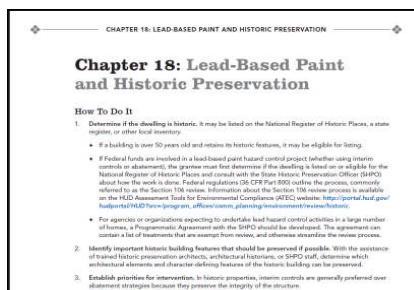 CHAPTER 18: LEAD-BASED PAINT AND HISTORIC PRESERVATION
Chapter 18: Lead-Based Paint
and Historic Preservation
How To Do It
1. Determine if the dwelling is historic. It may be listed on the National Register of Historic Places, a state
register, or other local inventory.
• If a building is over 50 years old and retains its historic features, it may be eligible for listing.
• If Federal funds are involved in a lead-based paint hazard control project (whether using interim
controls or abatement), the grantee must first determine if the dwelling is listed on or eligible for the
National Register of Historic Places and consult with the State Historic Preservation Officer (SHPO)
about how the work is done. Federal regulations (36 CFR Part 800) outline the process, commonly
referred to as the Section 106 review. Information about the Section 106 review process is available
on the HUD Assessment Tools for Environmental Compliance (ATEC) website: http://portal.hud.gov/
hudportal/HUD?src=/program_offices/comm_planning/environment/review/historic.
• For agencies or organizations expecting to undertake lead hazard control activities in a large number
of homes, a Programmatic Agreement with the SHPO should be developed. The agreement can
contain a list of treatments that are exempt from review, and otherwise streamline the review process.
2. Identify important historic building features that should be preserved if possible. With the assistance
of trained historic preservation architects, architectural historians, or SHPO staff, determine which
architectural elements and character-defining features of the historic building can be preserved.
3. Establish priorities for intervention. In historic properties, interim controls are generally preferred over
abatement strategies because they preserve the integrity of the structure.